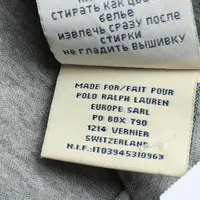 СТИРАТЬ КАК ЦВ
БЕЛЬЕ
ИЗВЛЕЧЬ СРАЗУ ПОСЛЕ
СТИРКИ
НЕ ГЛАДИТЬ ВЫШИВКУ
MADE FOR/FAIT POUR
POLO RALPH LAUREN
EUROPE SARL
PO BOX T90
1214 VERNIER
SWITZERLAND
N.I.F.:IT03945310963